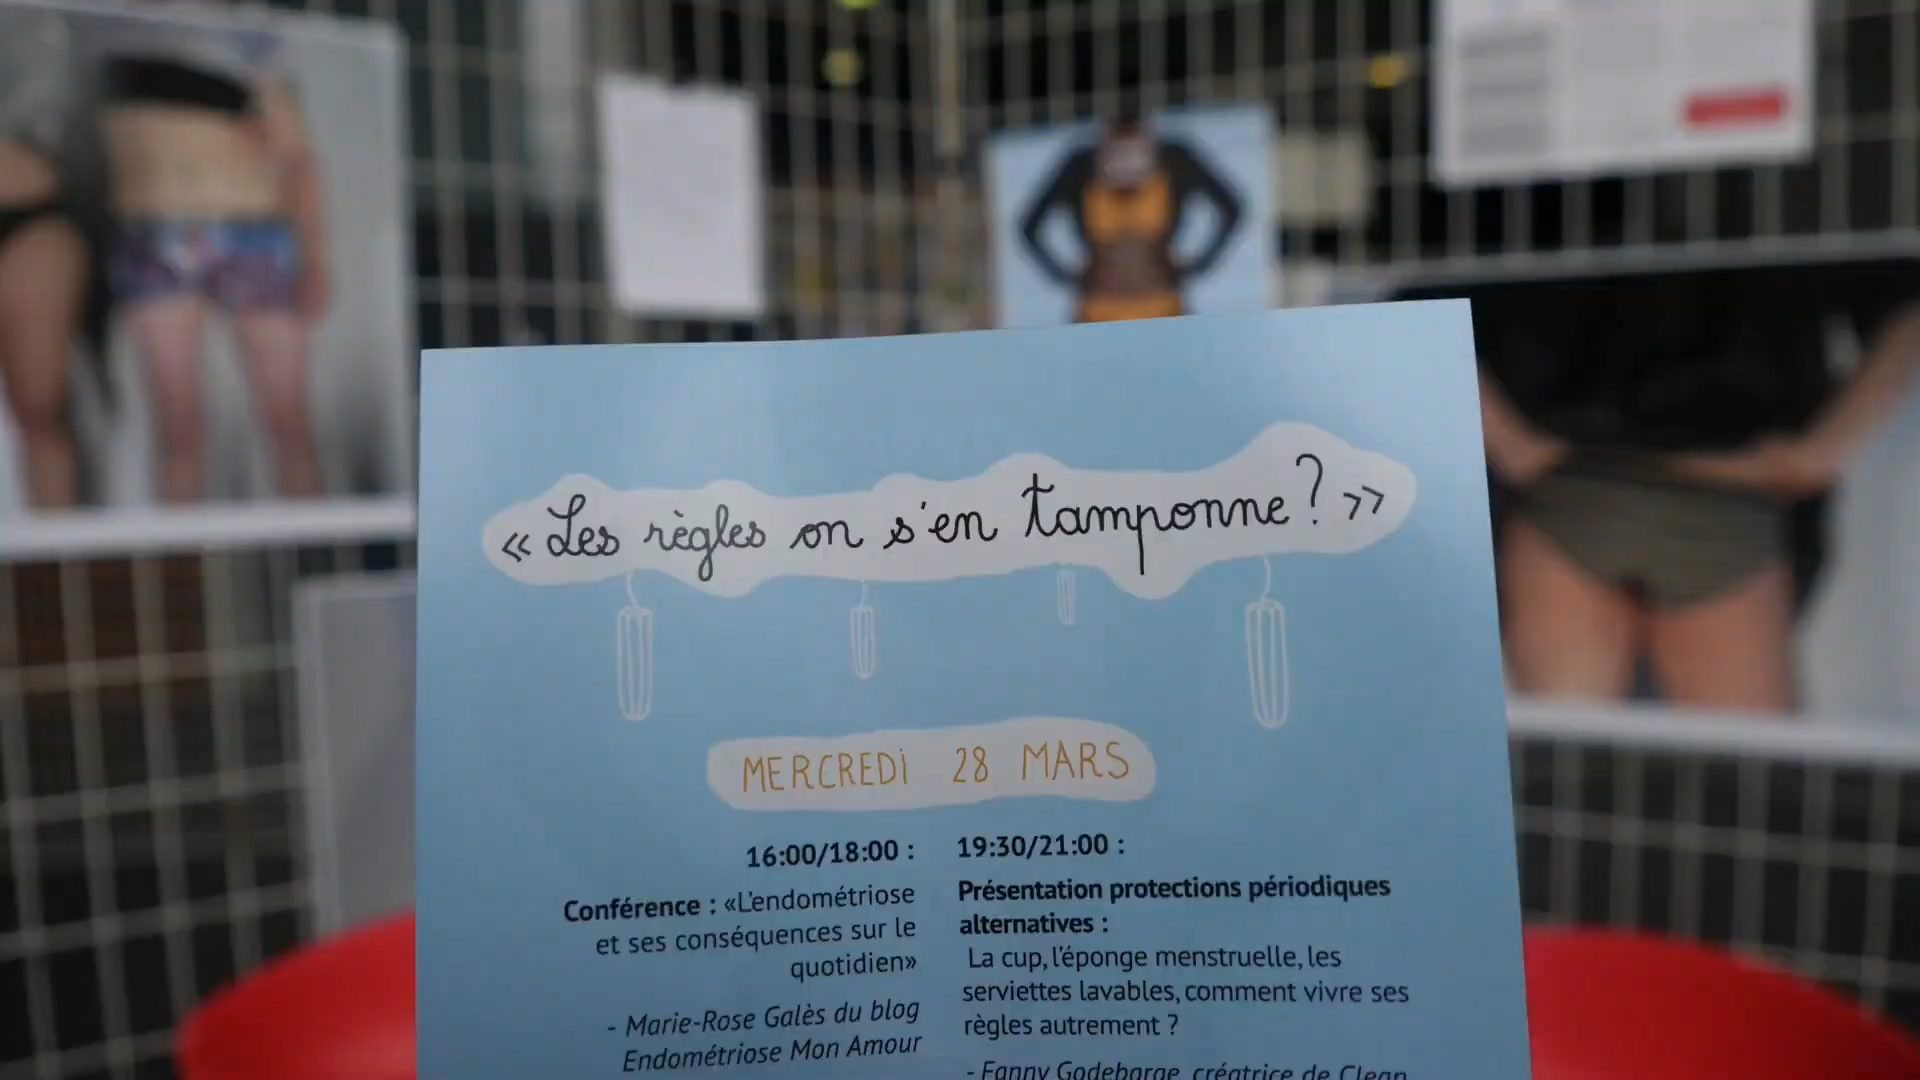 « Les règles on s'en tamponne ? »
MERCREDI 28 MARS
16:00/18:00 :
Conférence : «L'endométriose
et ses conséquences sur le
quotidien»
- Marie-Rose Galès du blog
Endométriose Mon Amour
19:30/21:00 :
Présentation protections périodiques
alternatives :
La cup, l'éponge menstruelle, les
serviettes lavables, comment vivre ses
règles autrement ?
- Fanny Godebarge, créatrice de Clean